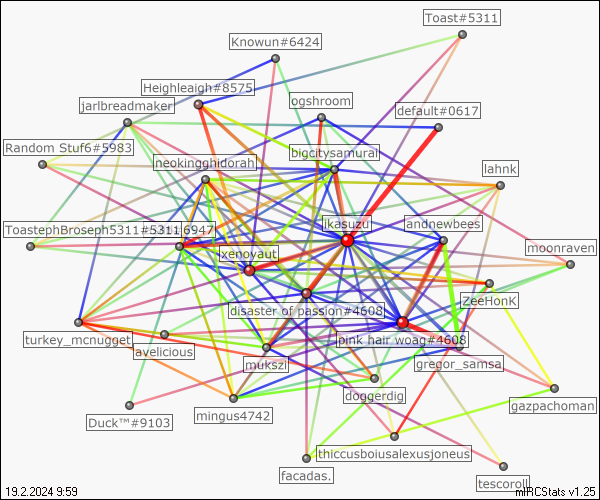 Toast#5311
Knowun#6424
Heighleaigh#8575
jarlbreadmaker
ogshroom
default#0617
Random Stuf6#5983
neokingghidorah
bigcitysamurai
lahnk
ToastephBroseph5311#5311
6947
ikasuzu
andnewbees
xenoyaut
moonraven
ZeeHonK
disaster of passion#4608
turkey_mcnugget
avelicious
pink hair woag#4608
mukszi
gregor_samsa
doggerdig
Duck™#9103
mingus4742
gazpachoman
thiccusboiusalexusjoneus
facadas.
tescoroll
19.2.2024 9:59
mIRCStats v1.25